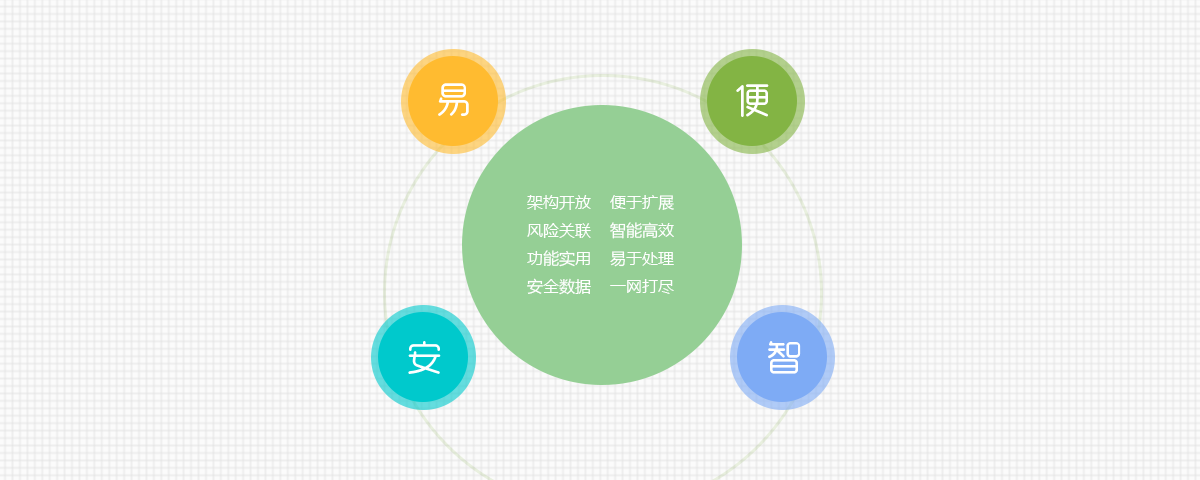 易
便
架构开放 便于扩展
风险关联 智能高效
功能实用 易于处理
安全数据 一网打尽
安
智